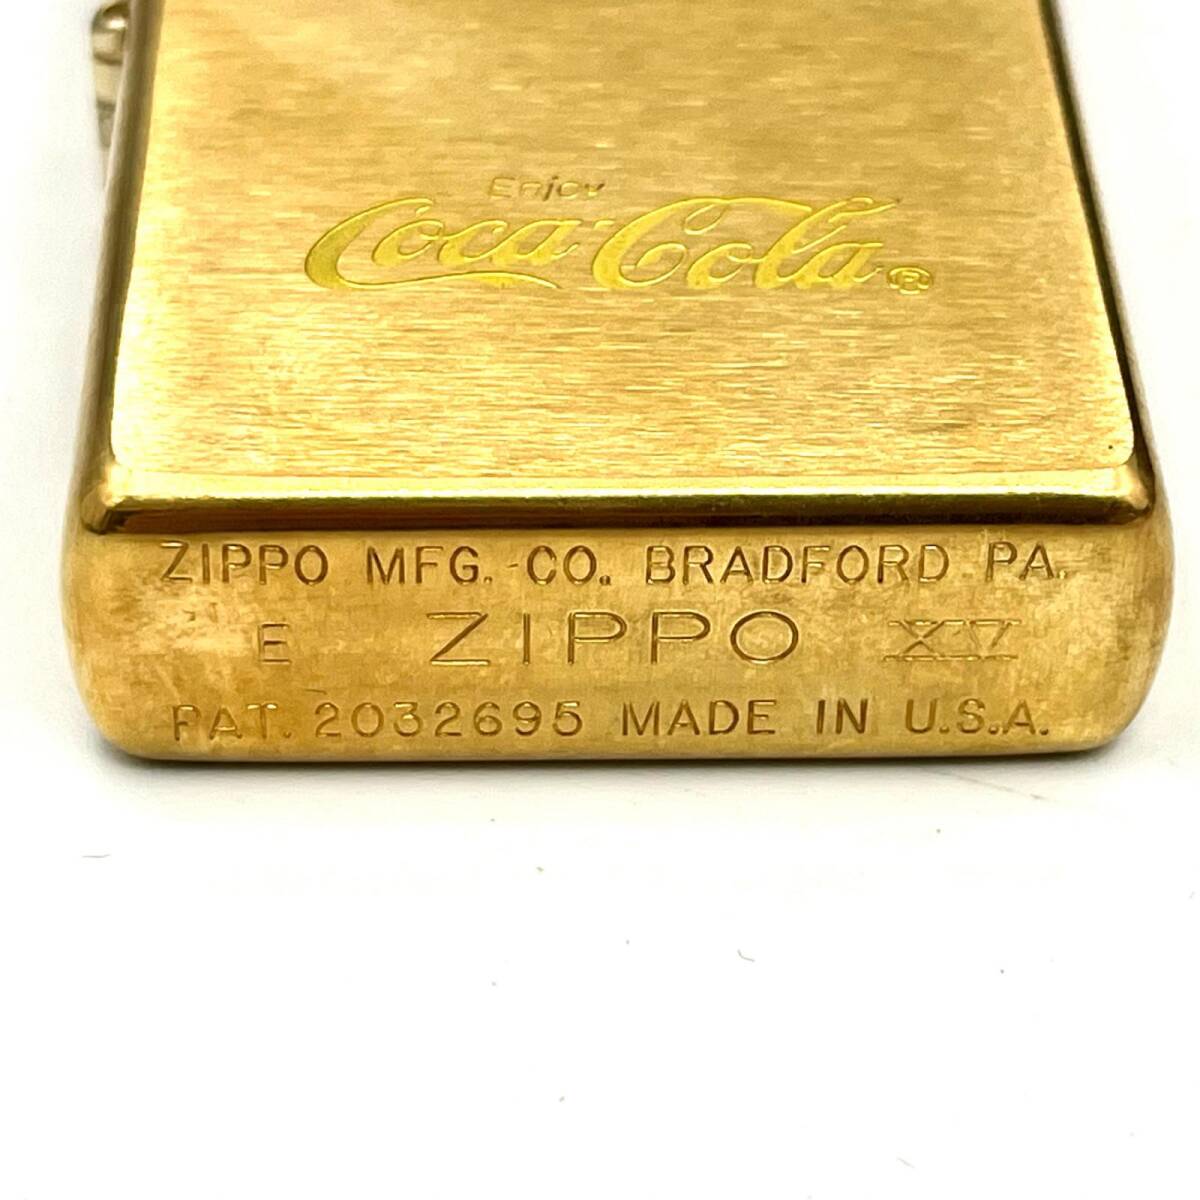 Enjoy
Coca-Cola®
ZIPPO MFG. CO. BRADFORD PA.
E ZIPPO XV
PAT. 2032695 MADE IN U.S.A.